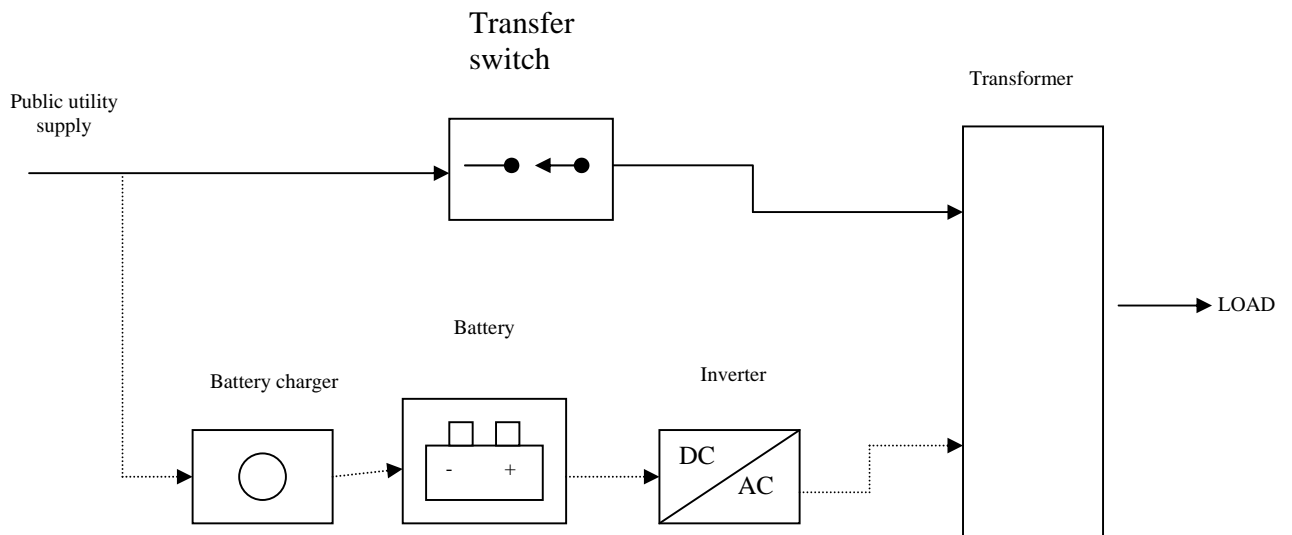 Transfer
switch
Transformer
Public utility
supply
LOAD
Battery
Inverter
Battery charger
DC
AC
- +